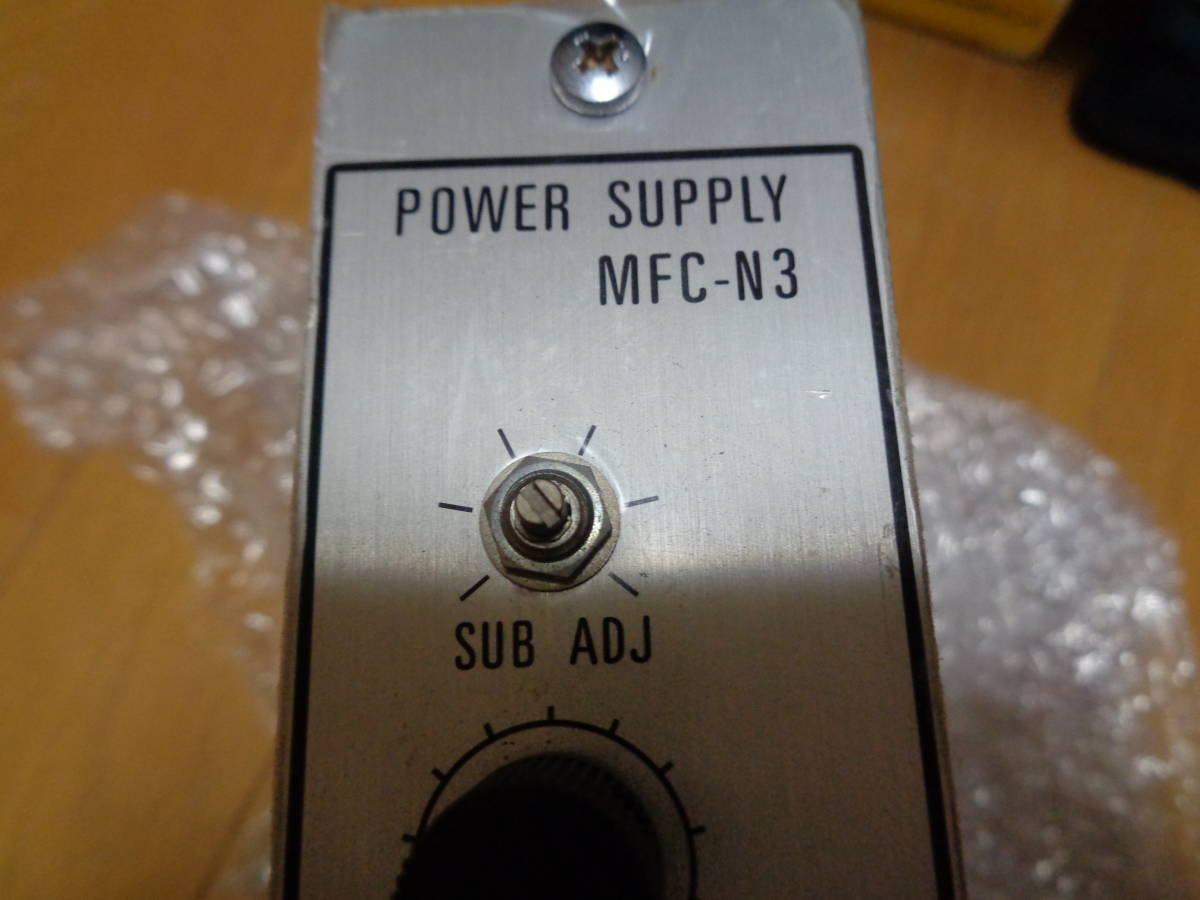 POWER SUPPLY
MFC-N3
SUB ADJ